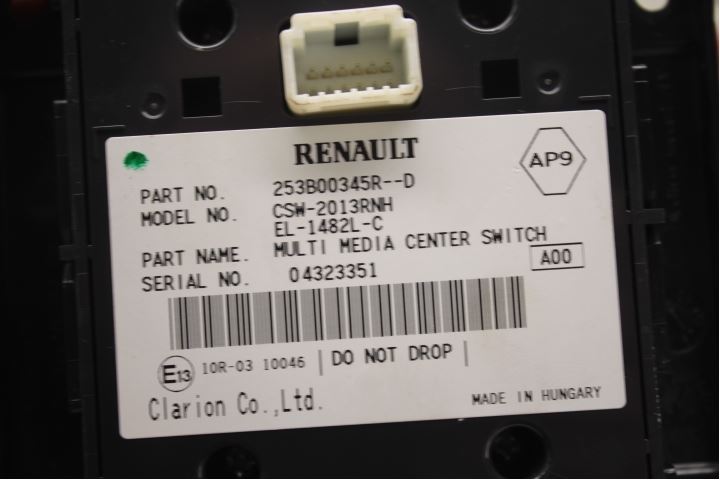 RENAULT
AP9
PART NO. 253B00345R--D
MODEL NO. CSW-2013RNH
EL-1482L-C
PART NAME. MULTI MEDIA CENTER SWITCH
SERIAL NO. 04323351
A00
E13 10R-03 10046 | DO NOT DROP |
Clarion Co.,Ltd.
MADE IN HUNGARY